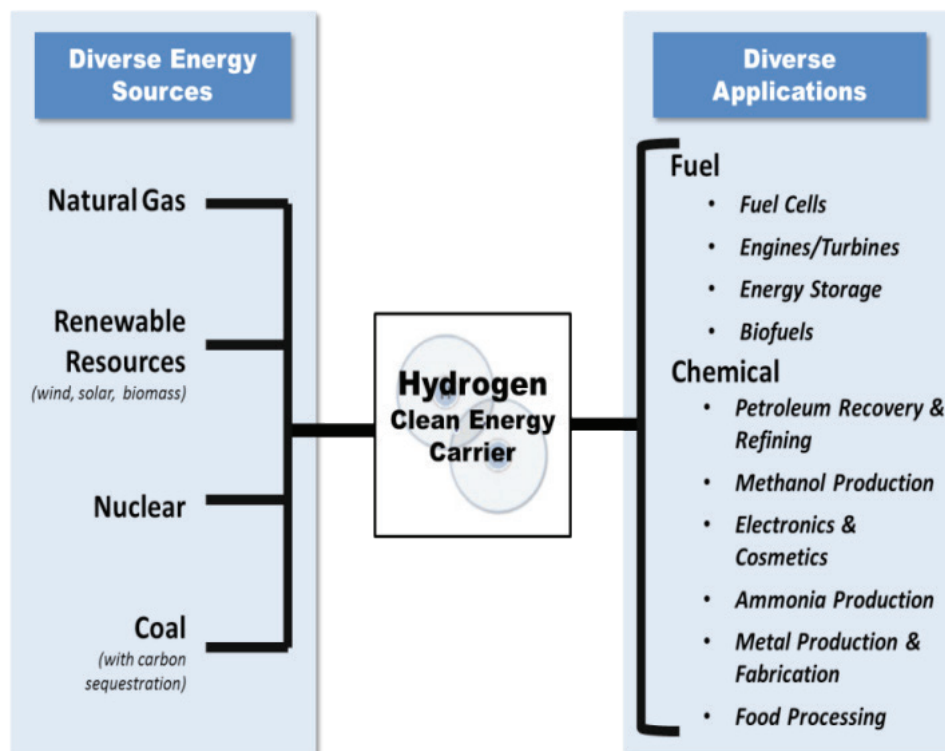 Diverse Energy
Sources
Natural Gas
Renewable
Resources
(wind, solar, biomass)
Nuclear
Coal
(with carbon
sequestration)
Hydrogen
Clean Energy
Carrier
Diverse
Applications
Fuel
• Fuel Cells
• Engines/Turbines
• Energy Storage
• Biofuels
Chemical
• Petroleum Recovery &
Refining
• Methanol Production
• Electronics &
Cosmetics
• Ammonia Production
• Metal Production &
Fabrication
• Food Processing